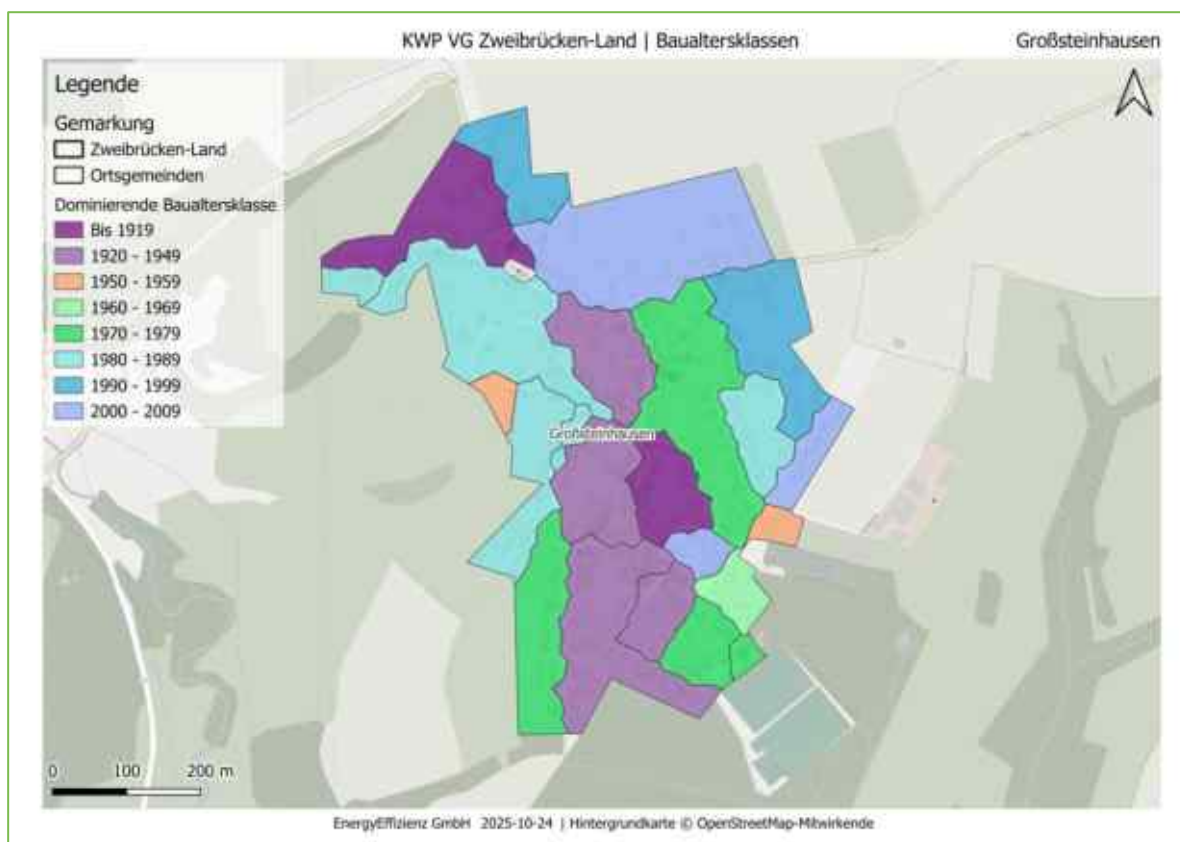 KWP VG Zweibrücken-Land | Baualtersklassen
Großsteinhausen
Legende
Gemarkung
Zweibrücken-Land
Ortsgemeinden
Dominierende Baualtersklasse
Bis 1919
1920 - 1949
1950 - 1959
1960 - 1969
1970 - 1979
1980 - 1989
1990 - 1999
2000 - 2009
Großsteinhausen
0 100 200 m
EnergyEffizienz GmbH 2025-10-24 | Hintergrundkarte © OpenStreetMap-Mitwirkende